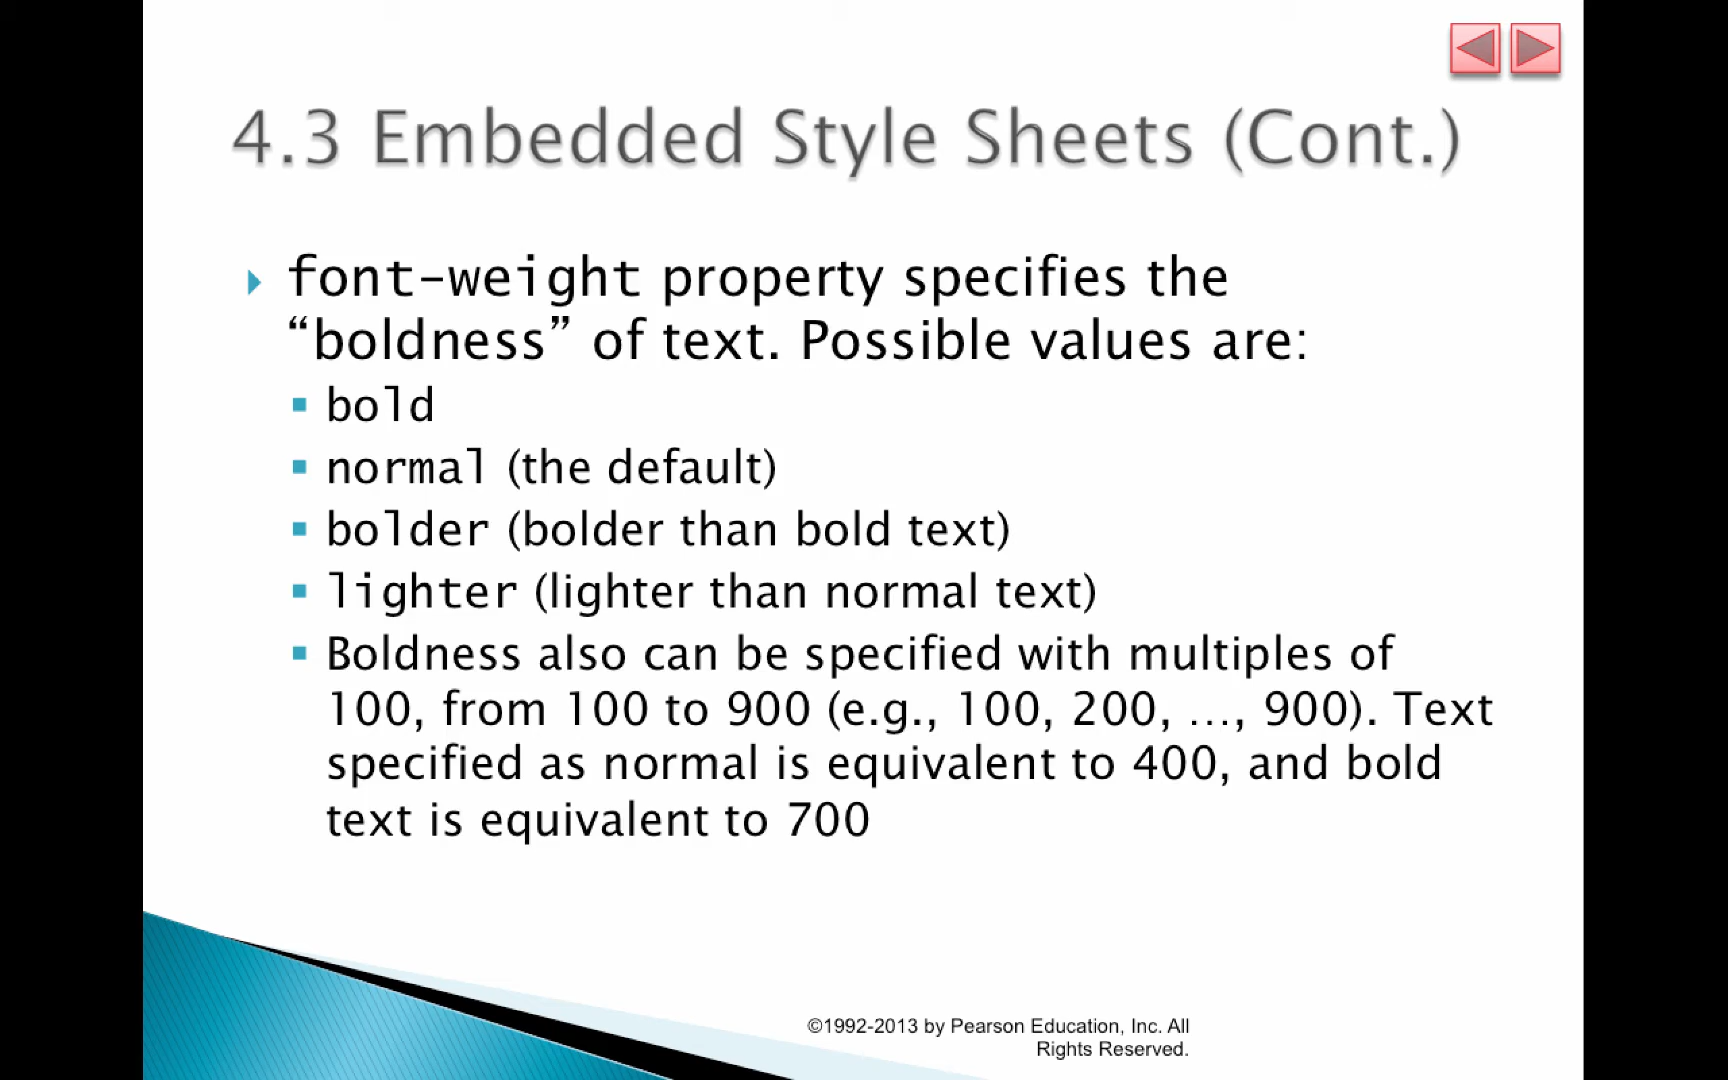 4.3 Embedded Style Sheets (Cont.)
font-weight property specifies the
“boldness” of text. Possible values are:
bold
normal (the default)
bolder (bolder than bold text)
lighter (lighter than normal text)
Boldness also can be specified with multiples of
100, from 100 to 900 (e.g., 100, 200, …, 900). Text
specified as normal is equivalent to 400, and bold
text is equivalent to 700
©1992-2013 by Pearson Education, Inc. All
Rights Reserved.